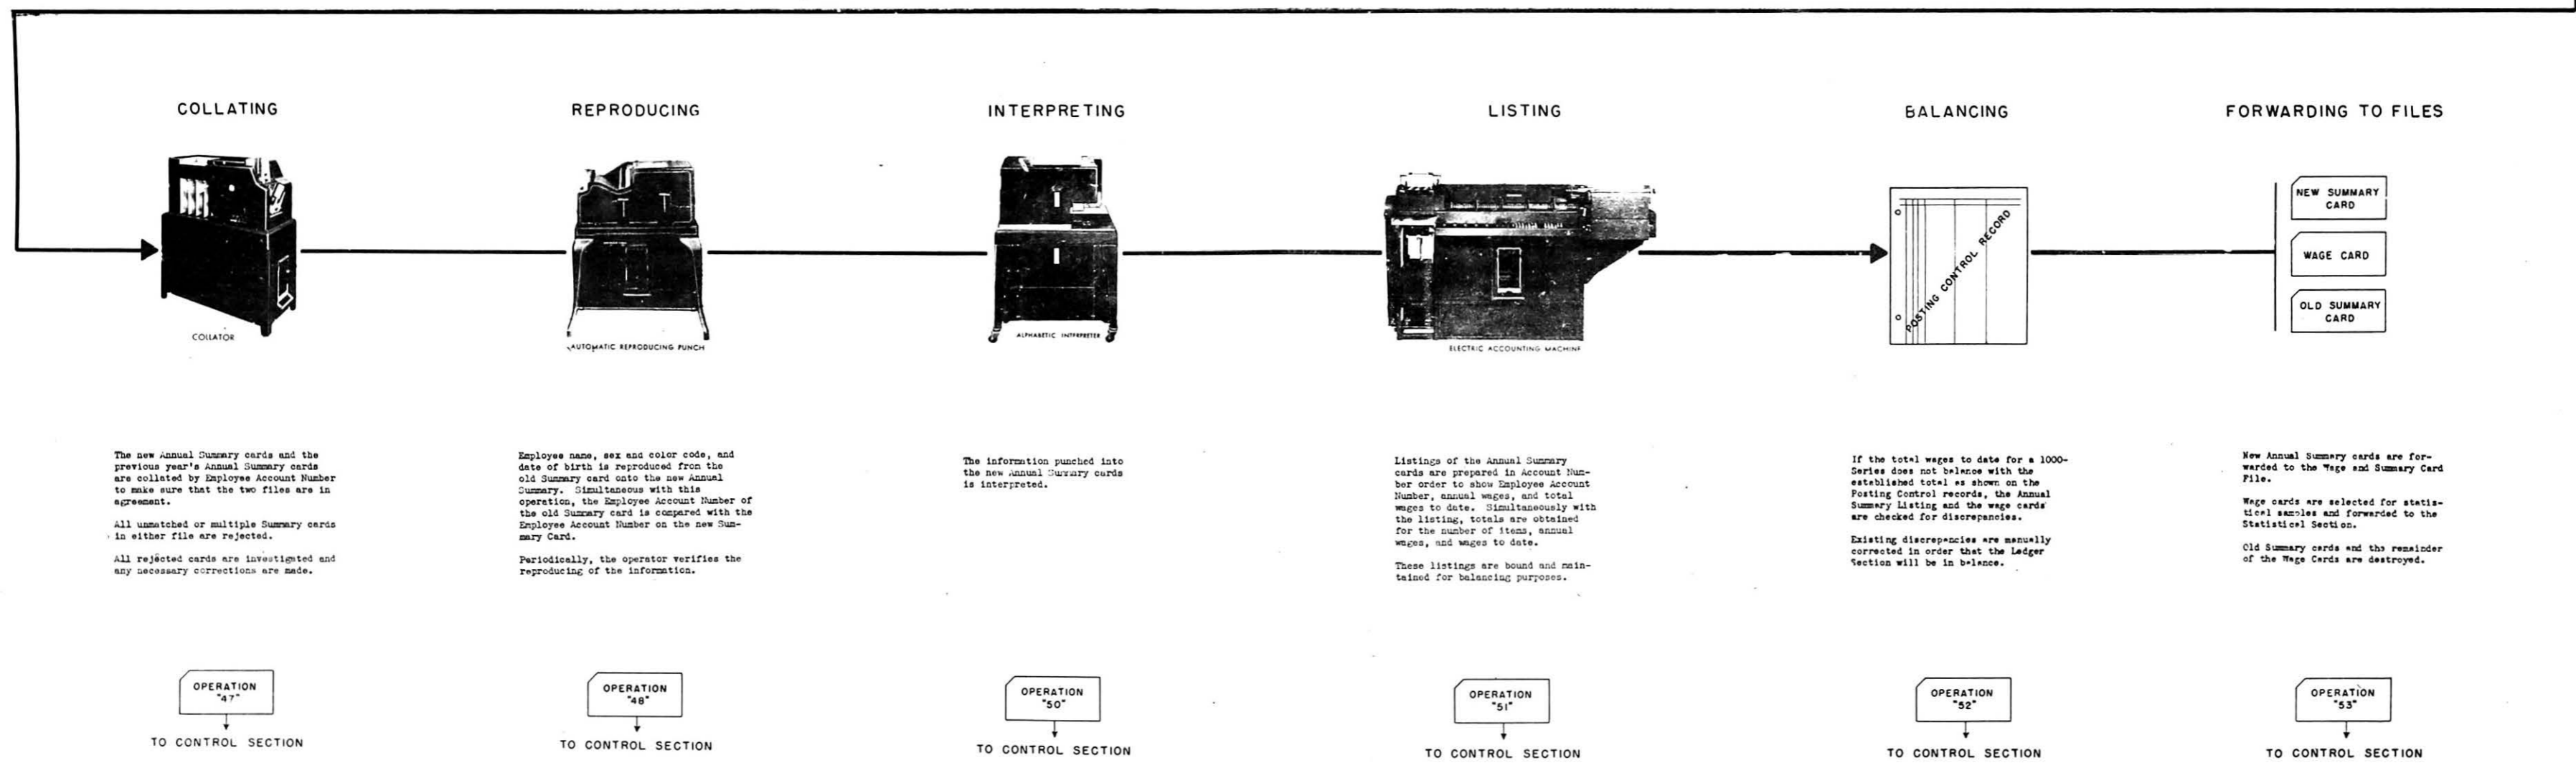 COLLATING
REPRODUCING
INTERPRETING
LISTING
BALANCING
FORWARDING TO FILES
COLLATOR
AUTOMATIC REPRODUCING PUNCH
ALPHABETIC INTERPRETER
ELECTRIC ACCOUNTING MACHINE
POSTING CONTROL RECORD
NEW SUMMARY
CARD
WAGE CARD
OLD SUMMARY
CARD
The new Annual Summary cards and the
previous year's Annual Summary cards
are collated by Employee Account Number
to make sure that the two files are in
agreement.
All unmatched or multiple Summary cards
in either file are rejected.
All rejected cards are investigated and
any necessary corrections are made.
Employee name, sex and color code, and
date of birth is reproduced from the
old Summary card onto the new Annual
Summary. Simultaneous with this
operation, the Employee Account Number of
the old Summary card is compared with the
Employee Account Number on the new Sum-
mary Card.
Periodically, the operator verifies the
reproducing of the information.
The information punched into
the new Annual Summary cards
is interpreted.
Listings of the Annual Summary
cards are prepared in Account Num-
ber order to show Employee Account
Number, annual wages, and total
wages to date. Simultaneously with
the listing, totals are obtained
for the number of items, annual
wages, and wages to date.
These listings are bound and main-
tained for balancing purposes.
If the total wages to date for a 1000-
Series does not balance with the
established total as shown on the
Posting Control records, the Annual
Summary Listing and the wage cards
are checked for discrepancies.
Existing discrepancies are manually
corrected in order that the Ledger
Section will be in balance.
New Annual Summary cards are for-
warded to the Wage and Summary Card
File.
Wage cards are selected for statis-
tical samples and forwarded to the
Statistical Section.
Old Summary cards and the remainder
of the Wage Cards are destroyed.
OPERATION
"47"
TO CONTROL SECTION
OPERATION
"48"
TO CONTROL SECTION
OPERATION
"50"
TO CONTROL SECTION
OPERATION
"51"
TO CONTROL SECTION
OPERATION
"52"
TO CONTROL SECTION
OPERATION
"53"
TO CONTROL SECTION